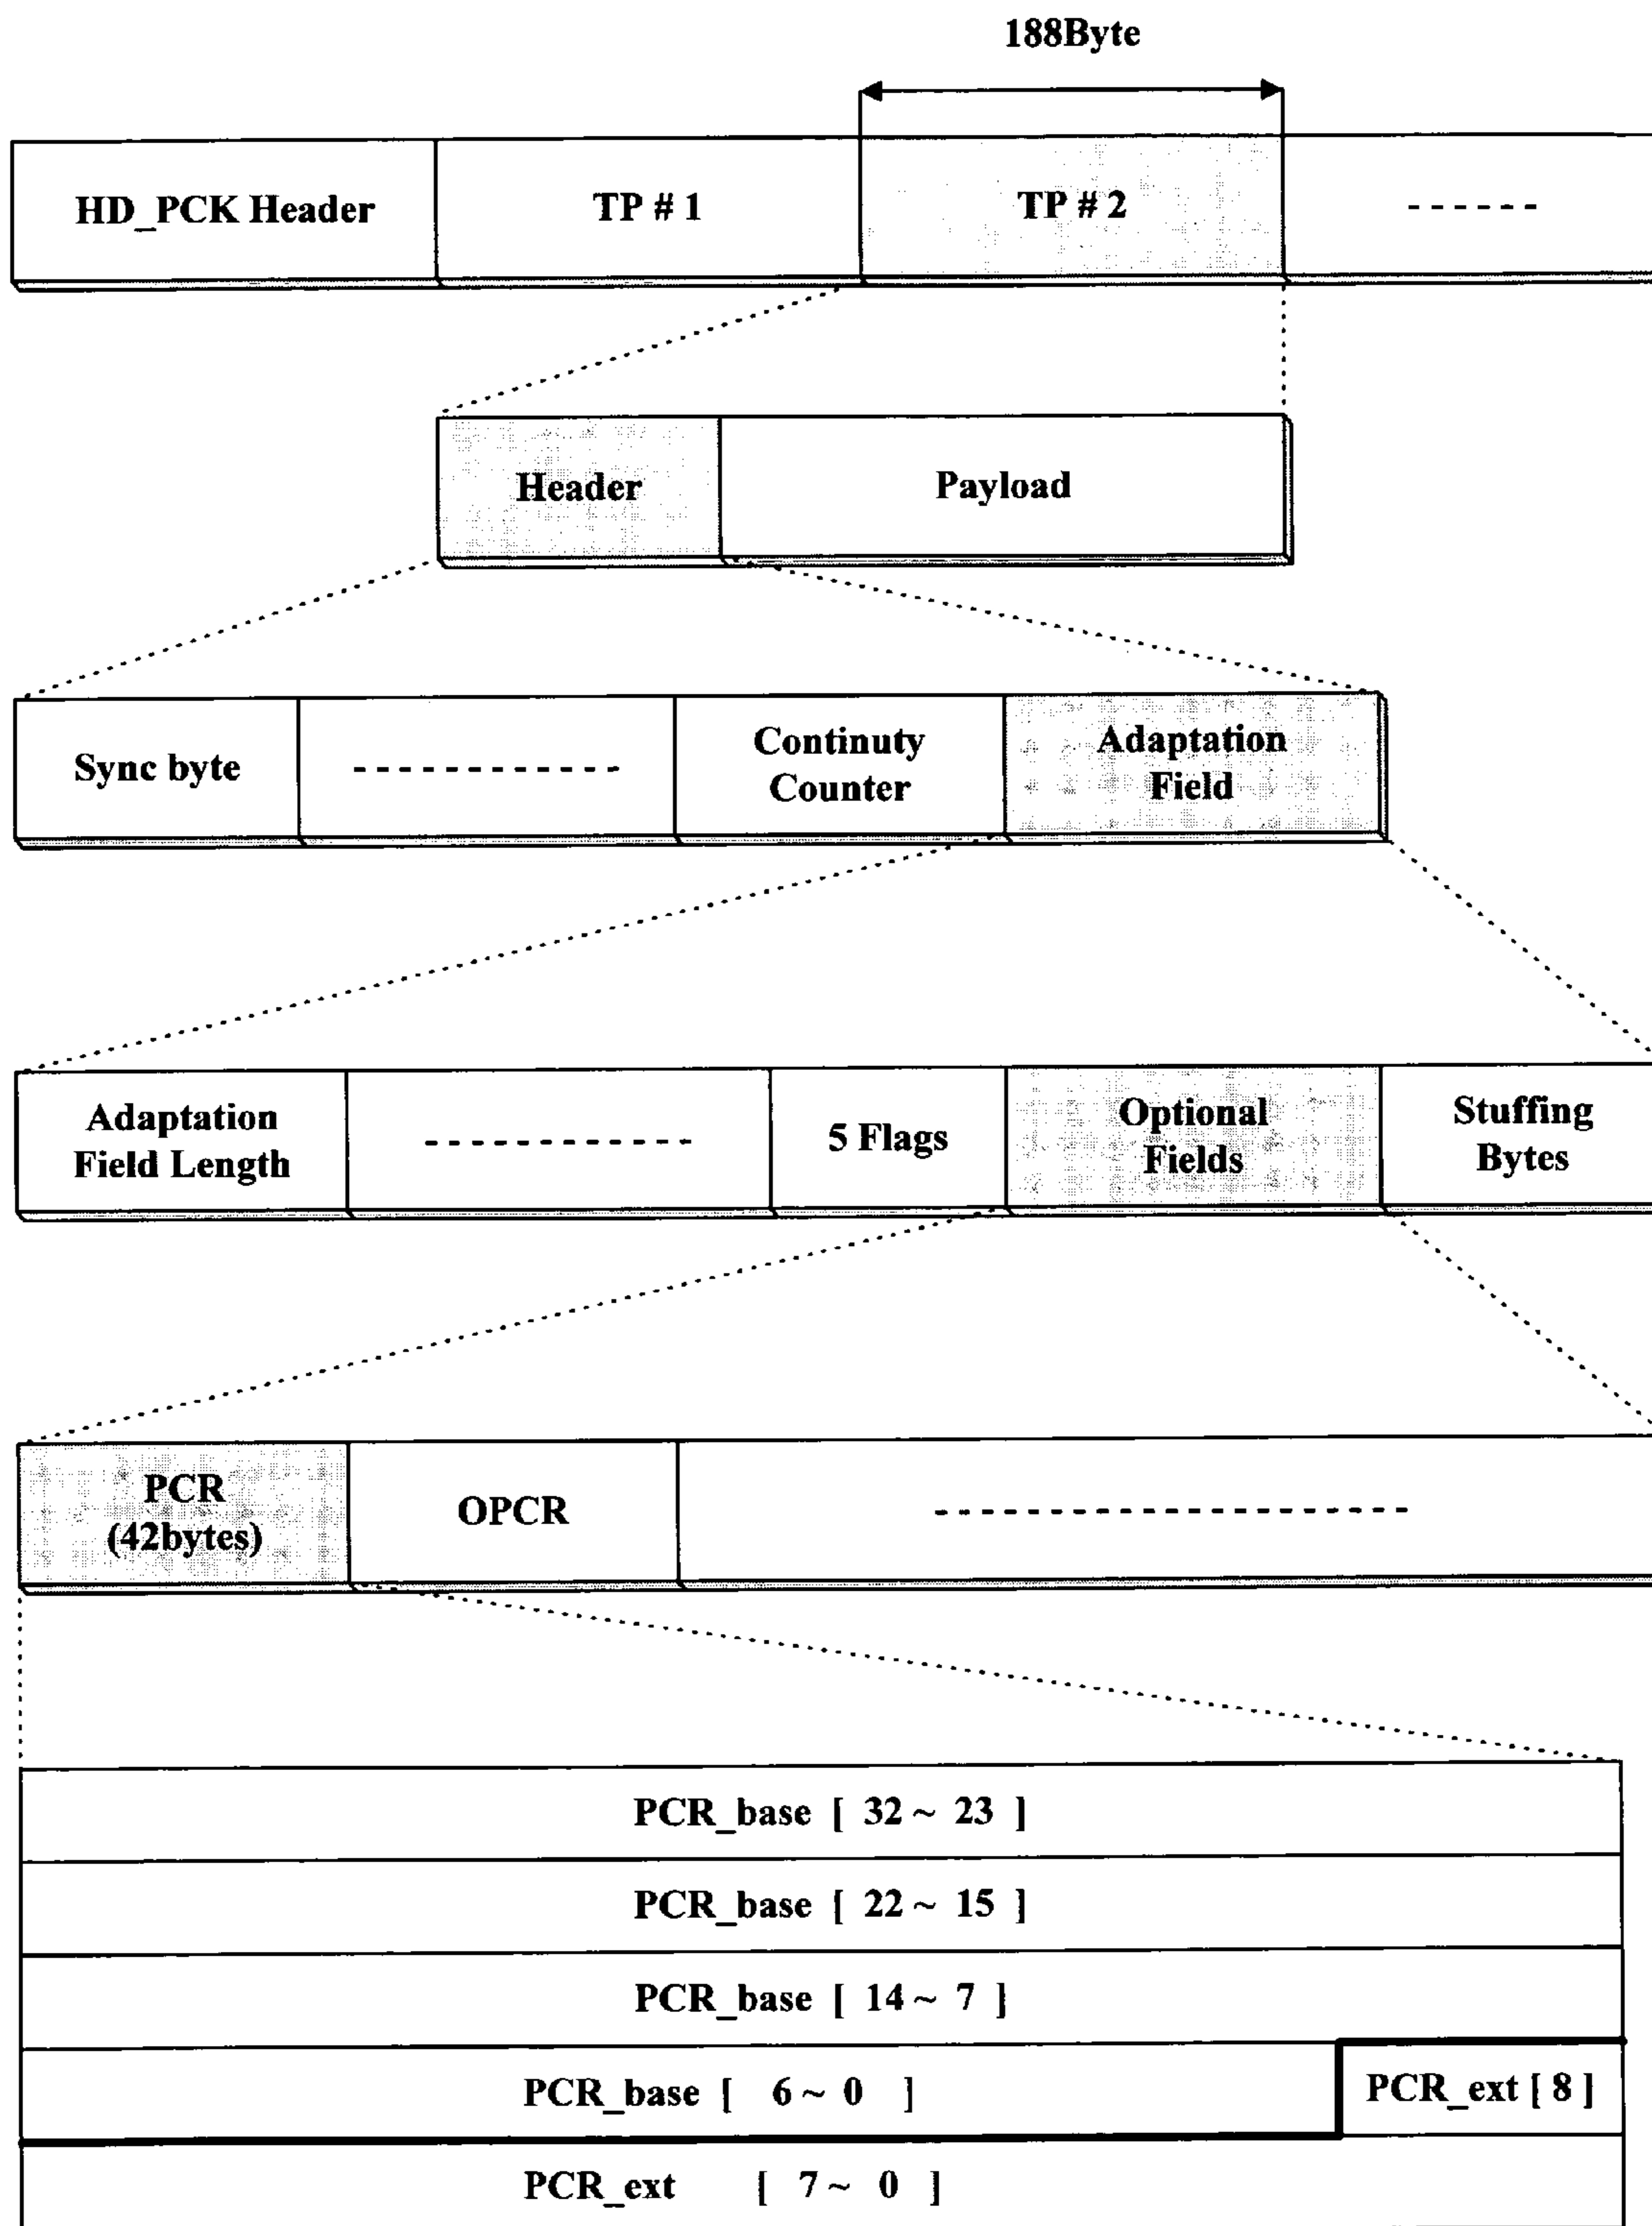 188Byte
HD_PCK Header
TP # 1
TP # 2
------
Header
Payload
Sync byte
-------------
Continuty
Counter
Adaptation
Field
Adaptation
Field Length
-------------
5 Flags
Optional
Fields
Stuffing
Bytes
PCR
(42bytes)
OPCR
-----------------------
PCR_base [ 32 ~ 23 ]
PCR_base [ 22 ~ 15 ]
PCR_base [ 14 ~ 7 ]
PCR_base [ 6 ~ 0 ]
PCR_ext [ 8 ]
PCR_ext [ 7 ~ 0 ]